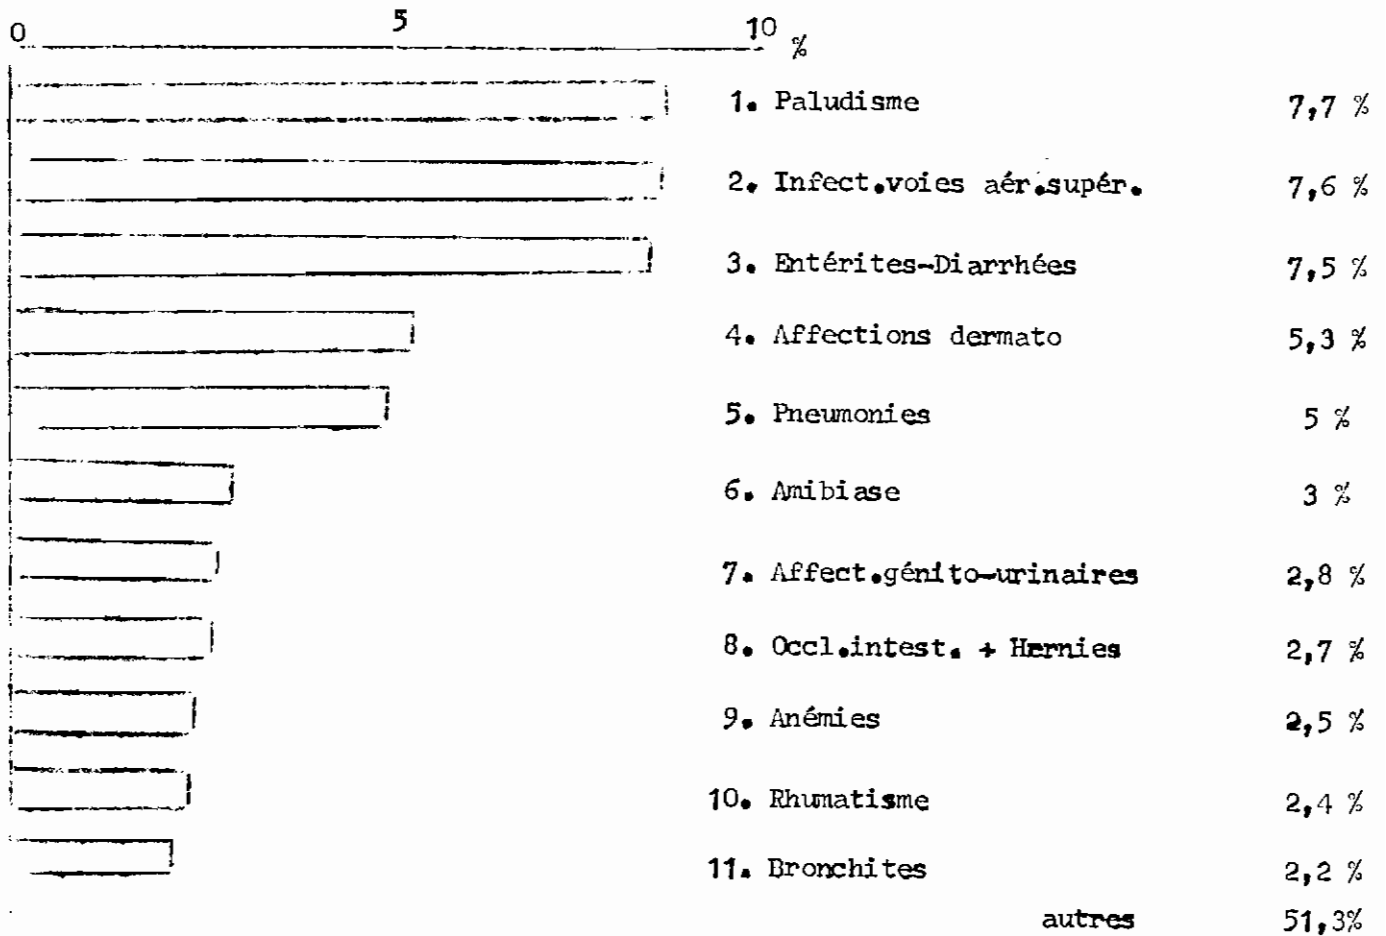 0 5 10 %
1. Paludisme 7,7 %
2. Infect.voies aér.supér. 7,6 %
3. Entérites-Diarrhées 7,5 %
4. Affections dermato 5,3 %
5. Pneumonies 5 %
6. Amibiase 3 %
7. Affect.génito-urinaires 2,8 %
8. Occl.intest. + Hernies 2,7 %
9. Anémies 2,5 %
10. Rhumatisme 2,4 %
11. Bronchites 2,2 %
autres 51,3%